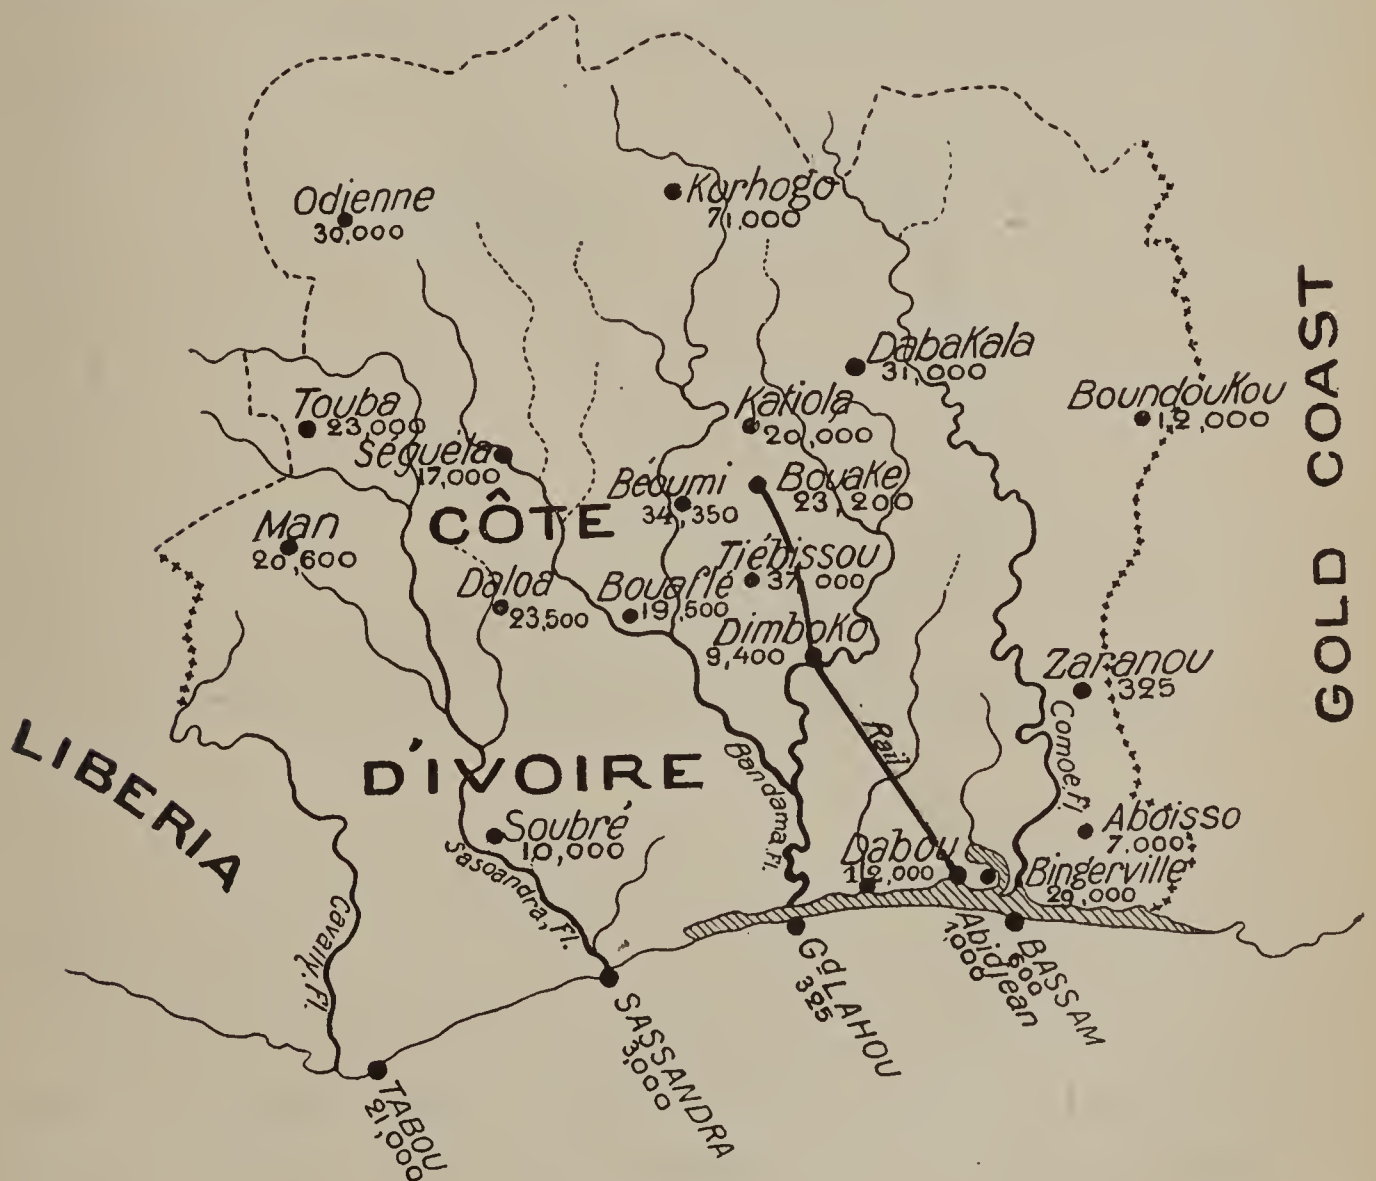 Odienne
30,000
Korhogo
71,000
DabaKala
31,000
Touba
23,000
Katiola
20,000
BoundouKou
12,000
Séguela
17,000
Béoumi
34,350
Bouake
23,200
CÔTE
Man
20,600
Tiébissou
37,000
Daloa
23,500
Bouaflé
19,500
Dimboko
9,400
Zaranou
325
GOLD COAST
LIBERIA
D'IVOIRE
Bandama.Fl.
Rail
Comoe.Fl
Soubré
10,000
Dabou
12,000
Aboisso
7.000
Bingerville
29,000
Sasoandra, Fl.
Cavally. Fl.
Gd LAHOU
325
Abidjean
1,000
BASSAM
600
SASSANDRA
3,000
TABOU
21,000